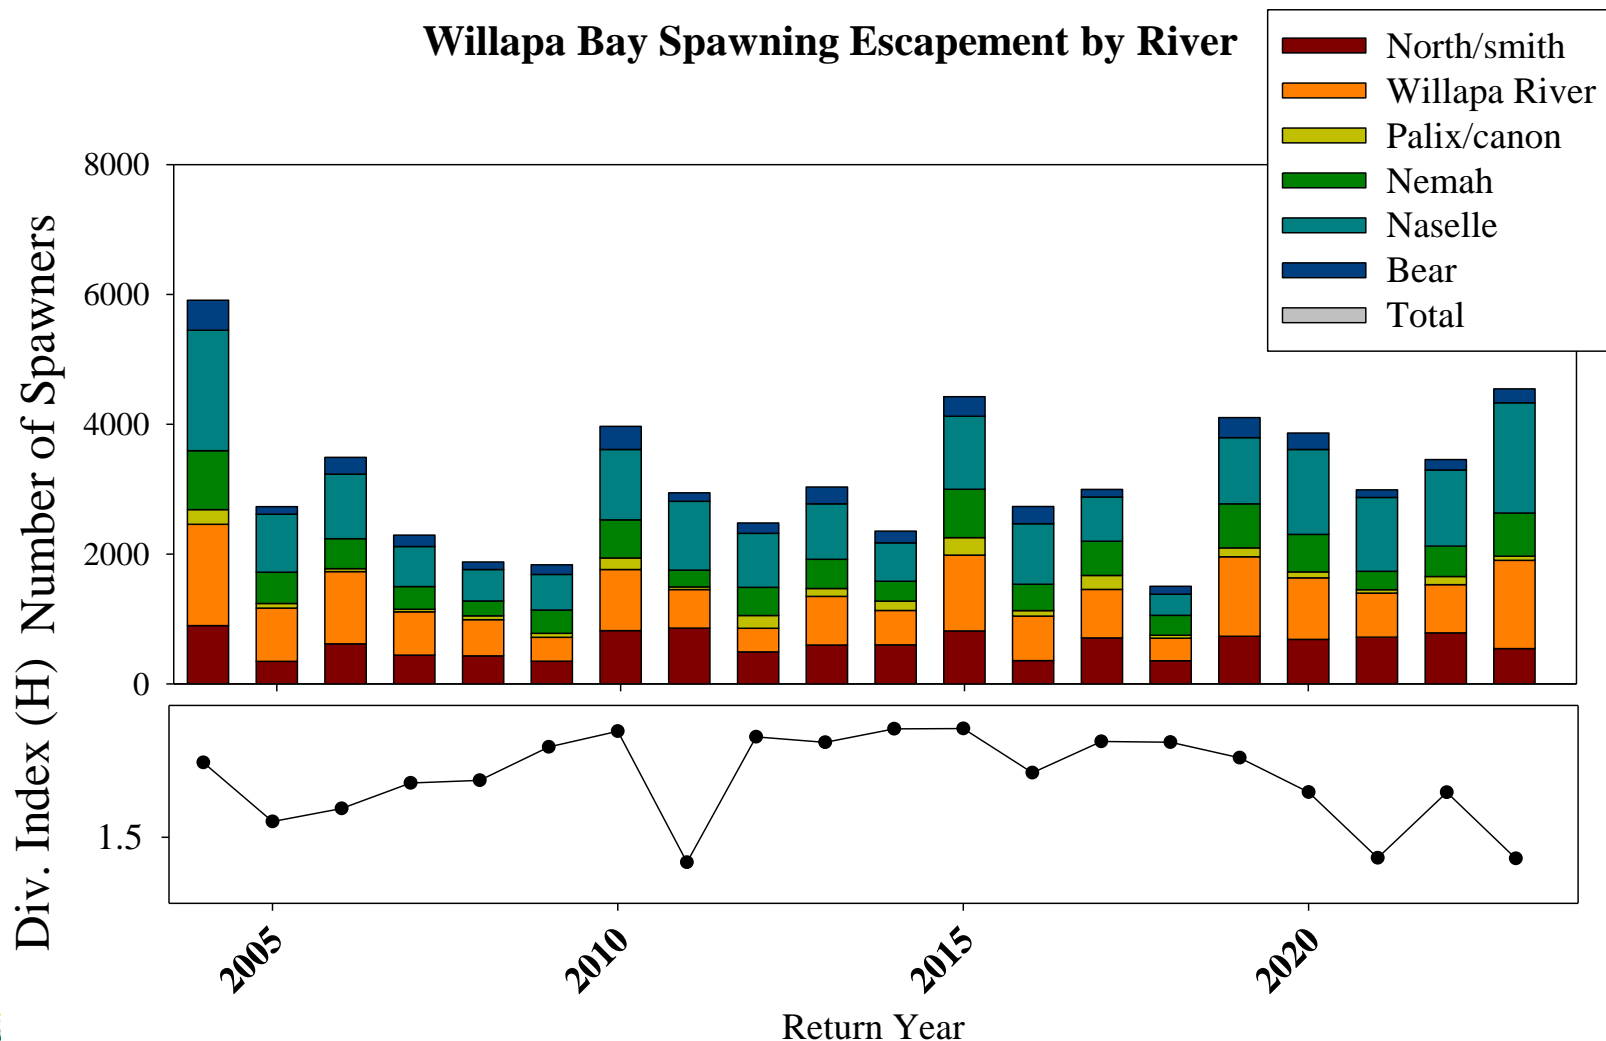 Willapa Bay Spawning Escapement by River
North/smith
Willapa River
Palix/canon
Nemah
Naselle
Bear
Total
Number of Spawners
8000
6000
4000
2000
0
Div. Index (H)
1.5
2005
2010
2015
2020
Return Year